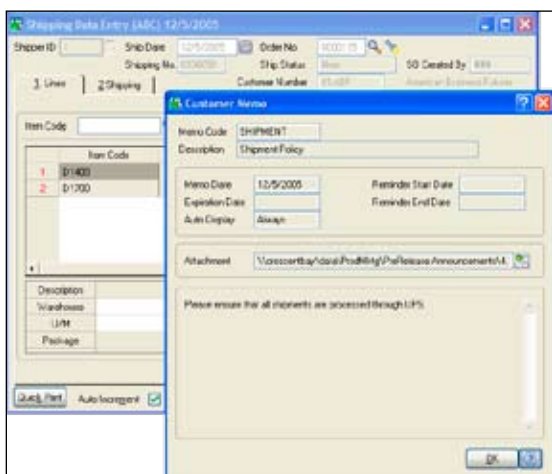 Shipping Data Entry (ABC) 12/5/2005
Shipper ID
Ship Date 12/5/2005
Order No
Shipping No.
Ship Status New
SO Created By
1. Lines
2. Shipping
Customer Number
Item Code
Item Code
1 D1400
2 D1700
Description
Warehouse
U/M
Package
Quick Print
Auto Increment
Customer Memo
Memo Code SHIPMENT
Description Shipment Policy
Memo Date 12/5/2005
Reminder Start Date
Expiration Date
Reminder End Date
Auto Display Always
Attachment
Please ensure that all shipments are processed through UPS
OK